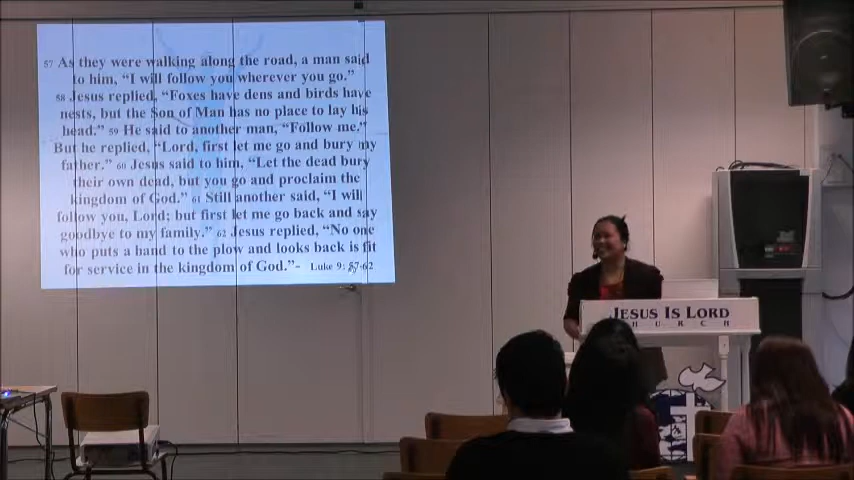 57 As they were walking along the road, a man said
to him, “I will follow you wherever you go.”
58 Jesus replied, “Foxes have dens and birds have
nests, but the Son of Man has no place to lay his
head.” 59 He said to another man, “Follow me.”
But he replied, “Lord, first let me go and bury my
father.” 60 Jesus said to him, “Let the dead bury
their own dead, but you go and proclaim the
kingdom of God.” 61 Still another said, “I will
follow you, Lord; but first let me go back and say
goodbye to my family.” 62 Jesus replied, “No one
who puts a hand to the plow and looks back is fit
for service in the kingdom of God.”- Luke 9: 57-62
JESUS IS LORD
CHURCH